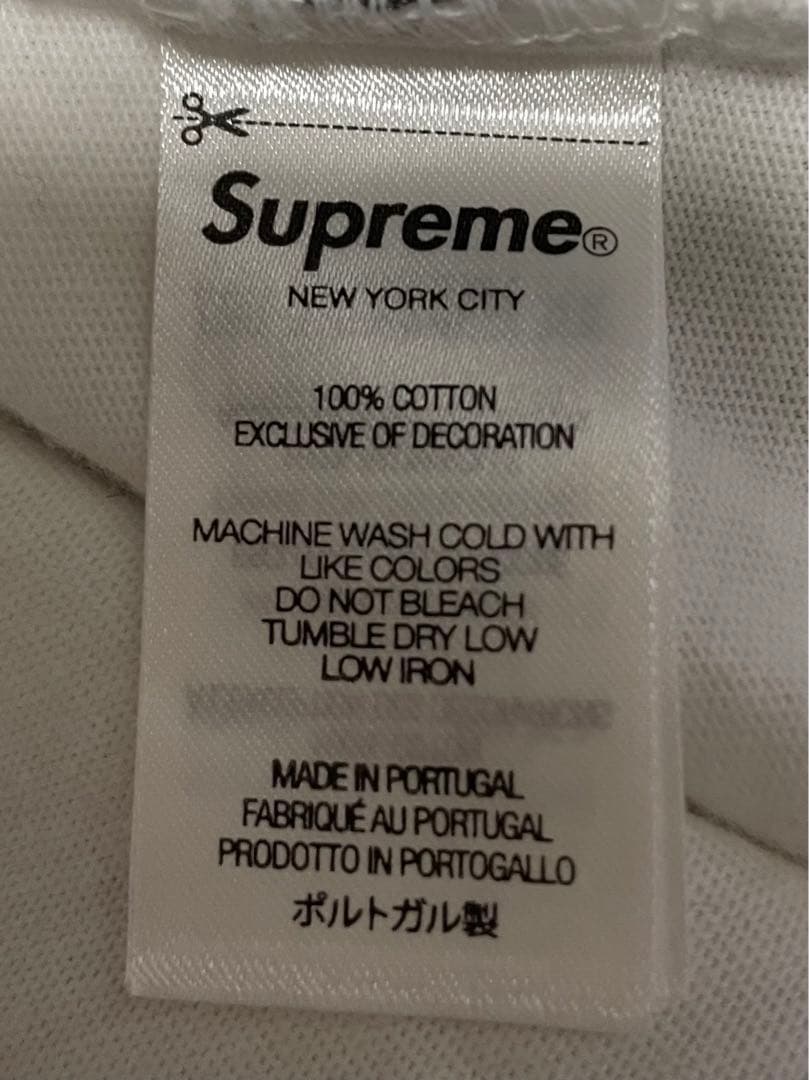 Supreme®
NEW YORK CITY
100% COTTON
EXCLUSIVE OF DECORATION
MACHINE WASH COLD WITH
LIKE COLORS
DO NOT BLEACH
TUMBLE DRY LOW
LOW IRON
MADE IN PORTUGAL
FABRIQUÉ AU PORTUGAL
PRODOTTO IN PORTOGALLO
ポルトガル製